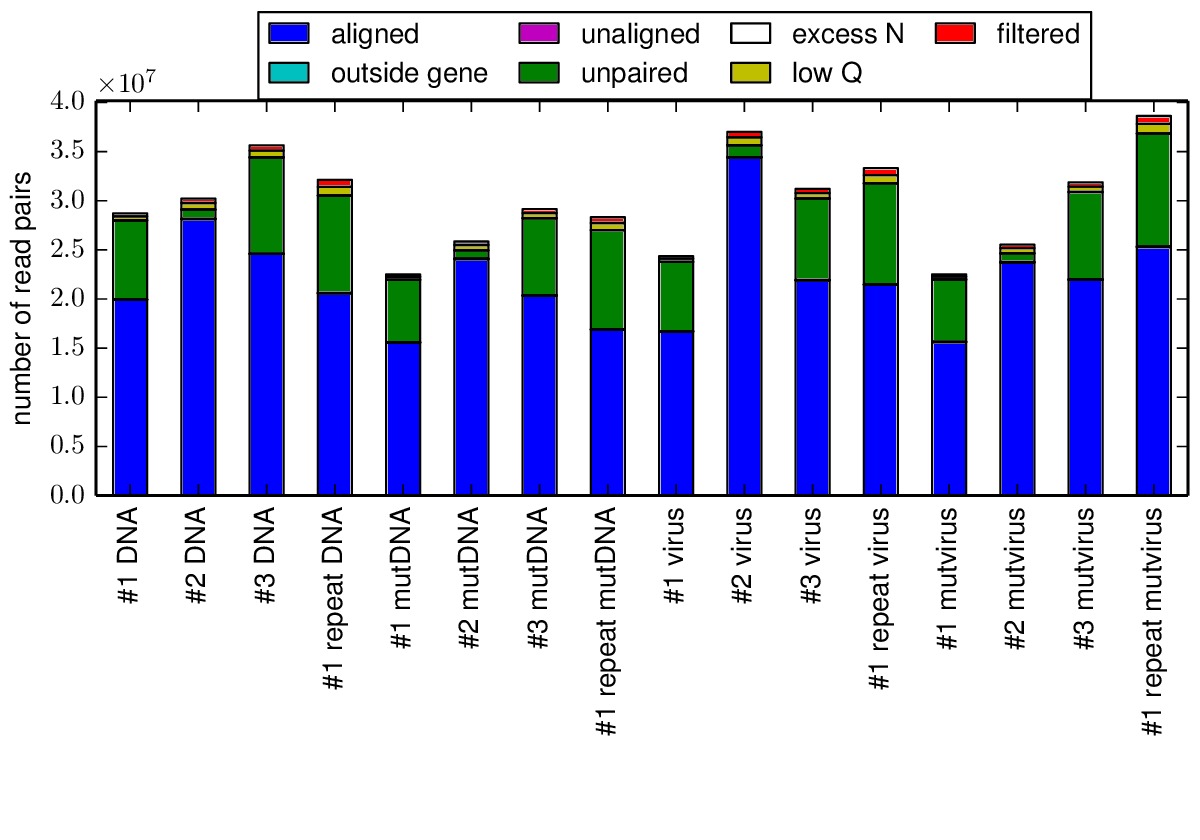 aligned unaligned excess N filtered
outside gene unpaired low Q
×10⁷
4.0
3.5
3.0
2.5
2.0
1.5
1.0
0.5
0.0
number of read pairs
#1 DNA
#2 DNA
#3 DNA
#1 repeat DNA
#1 mutDNA
#2 mutDNA
#3 mutDNA
#1 repeat mutDNA
#1 virus
#2 virus
#3 virus
#1 repeat virus
#1 mutvirus
#2 mutvirus
#3 mutvirus
#1 repeat mutvirus